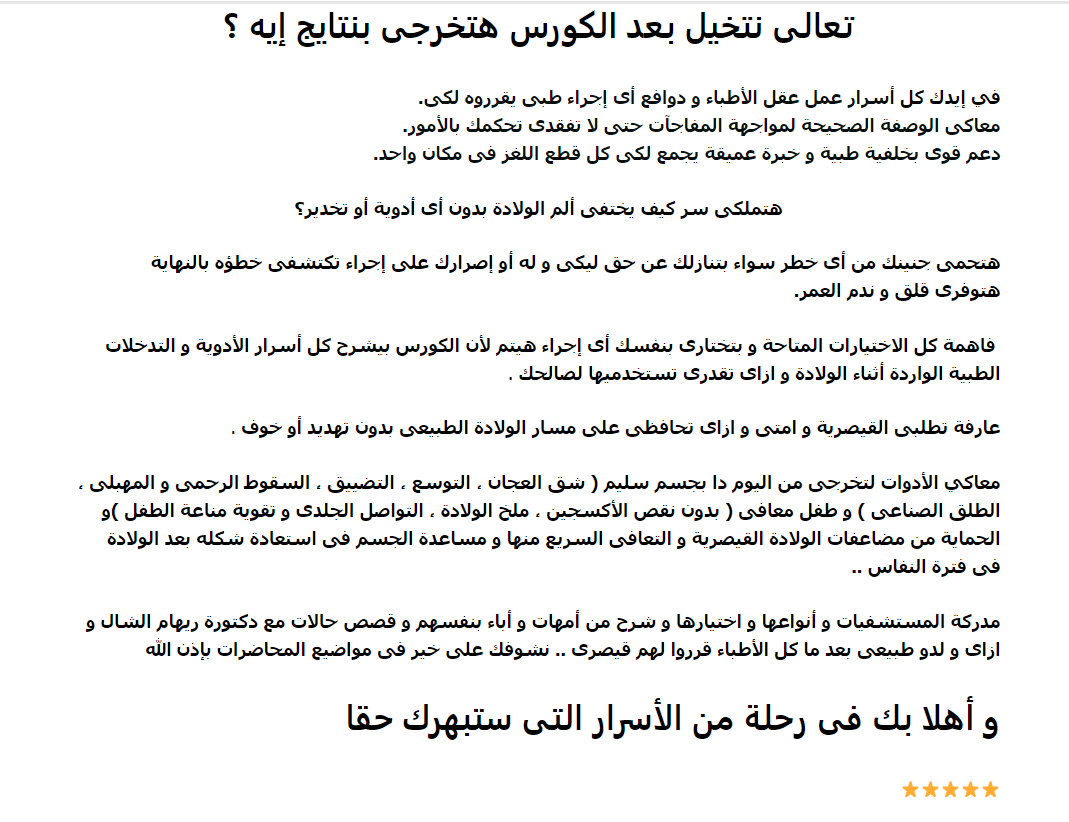 تعالى نتخيل بعد الكورس هتخرجى بنتايج إيه ؟
في إيدك كل أسرار عمل عقل الأطباء و دوافع أى إجراء طبى يقرروه لكى.
معاكى الوصفة الصحيحة لمواجهة المفاجآت حتى لا تفقدى تحكمك بالأمور.
دعم قوى بخلفية طبية و خبرة عميقة يجمع لكى كل قطع اللغز فى مكان واحد.
هتملكى سر كيف يختفى ألم الولادة بدون أى أدوية أو تخدير؟
هتحمى جنينك من أى خطر سواء بتنازلك عن حق ليكى و له أو إصرارك على إجراء تكتشفى خطؤه بالنهاية
هتوفرى قلق و ندم العمر.
فاهمة كل الاختيارات المتاحة و بتختارى بنفسك أى إجراء هيتم لأن الكورس بيشرح كل أسرار الأدوية و التدخلات
الطبية الواردة أثناء الولادة و ازاى تقدرى تستخدميها لصالحك .
عارفة تطلبى القيصرية و امتى و ازاى تحافظى على مسار الولادة الطبيعى بدون تهديد أو خوف .
معاكي الأدوات لتخرجى من اليوم دا بجسم سليم ( شق العجان ، التوسع ، التضييق ، السقوط الرحمى و المهبلى ،
الطلق الصناعى ) و طفل معافى ( بدون نقص الأكسجين ، ملخ الولادة ، التواصل الجلدى و تقوية مناعة الطفل )و
الحماية من مضاعفات الولادة القيصرية و التعافى السريع منها و مساعدة الجسم فى استعادة شكله بعد الولادة
فى فترة النفاس ..
مدركة المستشفيات و أنواعها و اختيارها و شرح من أمهات و أباء بنفسهم و قصص حالات مع دكتورة ريهام الشال و
ازاى و لدو طبيعى بعد ما كل الأطباء قرروا لهم قيصرى .. نشوفك على خير فى مواضيع المحاضرات بإذن الله
و أهلا بك فى رحلة من الأسرار التى ستبهرك حقا